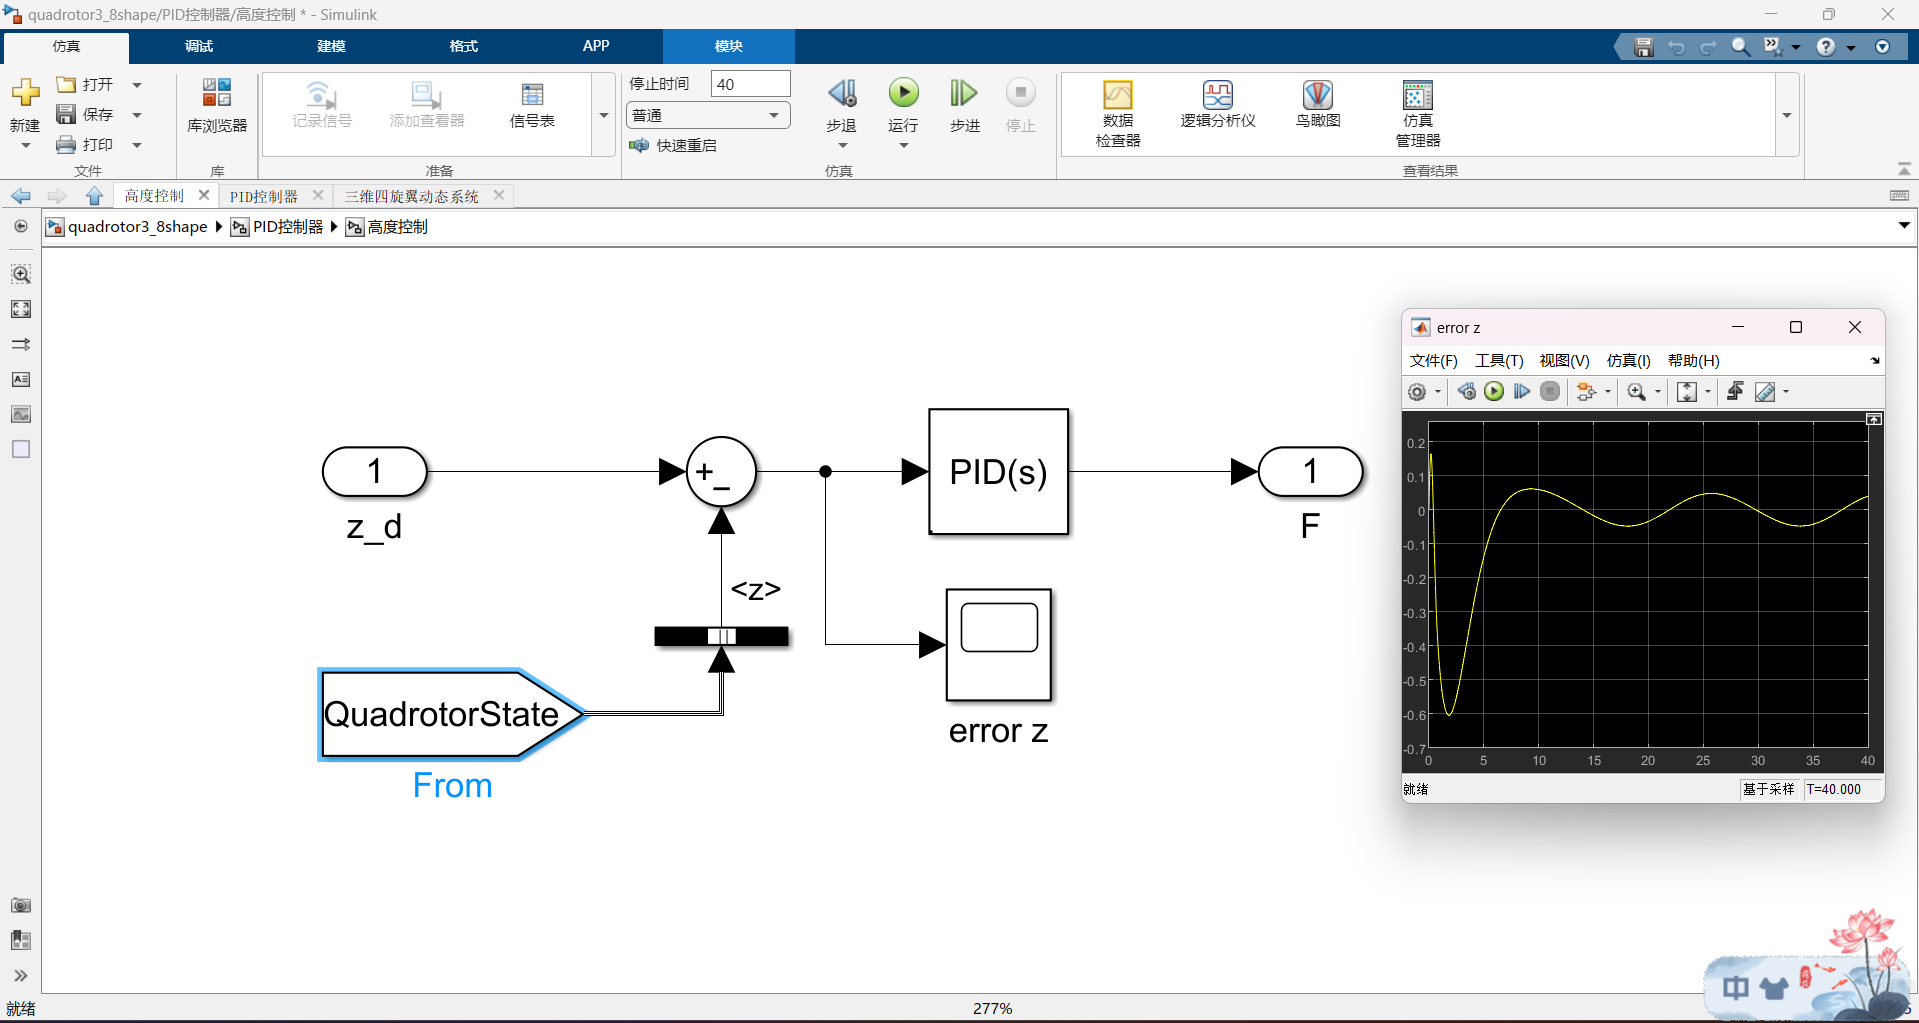 quadrotor3_8shape/PID控制器/高度控制 * - Simulink
仿真 调试 建模 格式 APP 模块
新建 打开 保存 打印
文件
库浏览器
库
记录信号 添加查看器 信号表
准备
停止时间 40
普通
快速重启
步退 运行 步进 停止
仿真
数据检查器 逻辑分析仪 鸟瞰图 仿真管理器
查看结果
高度控制 PID控制器 三维四旋翼动态系统
quadrotor3_8shape PID控制器 高度控制
1
z_d
+
_
PID(s)
1
F
<z>
QuadrotorState
From
error z
error z
文件(F) 工具(T) 视图(V) 仿真(I) 帮助(H)
0.2
0.1
0
-0.1
-0.2
-0.3
-0.4
-0.5
-0.6
-0.7
0 5 10 15 20 25 30 35 40
就绪 基于采样 T=40.000
中
就绪 277%